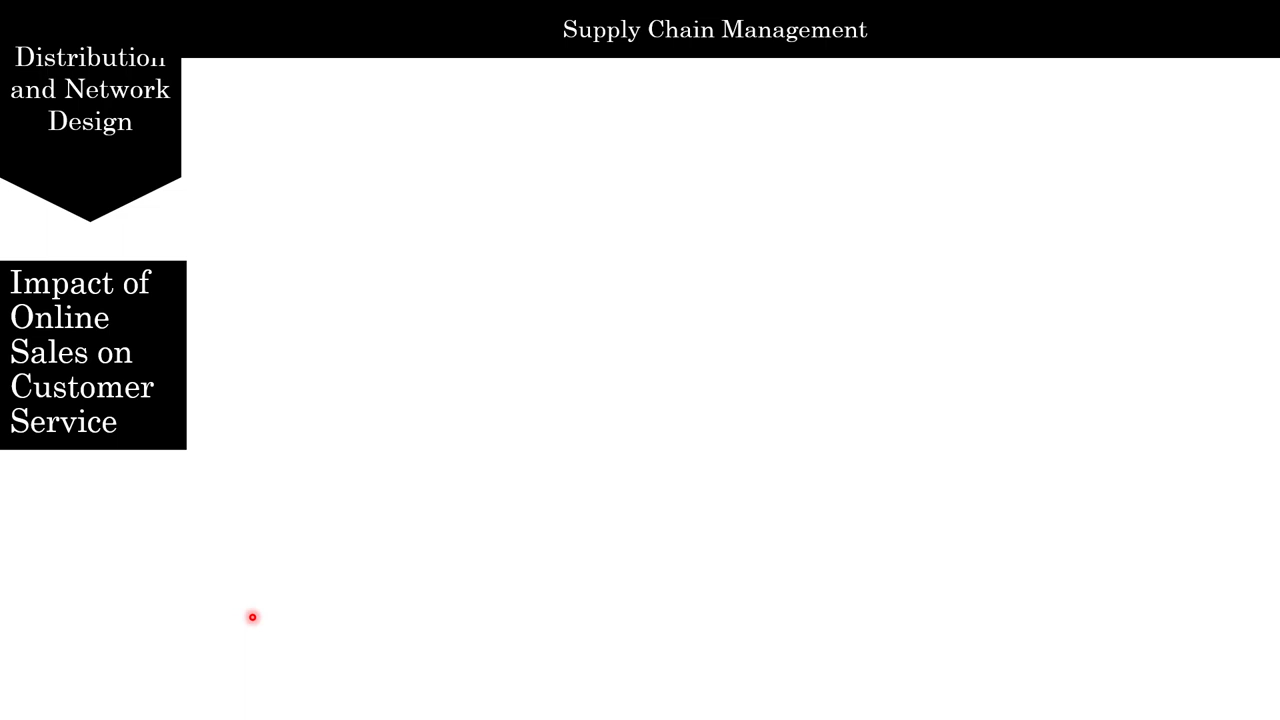 Supply Chain Management
Distribution
and Network
Design
Impact of
Online
Sales on
Customer
Service